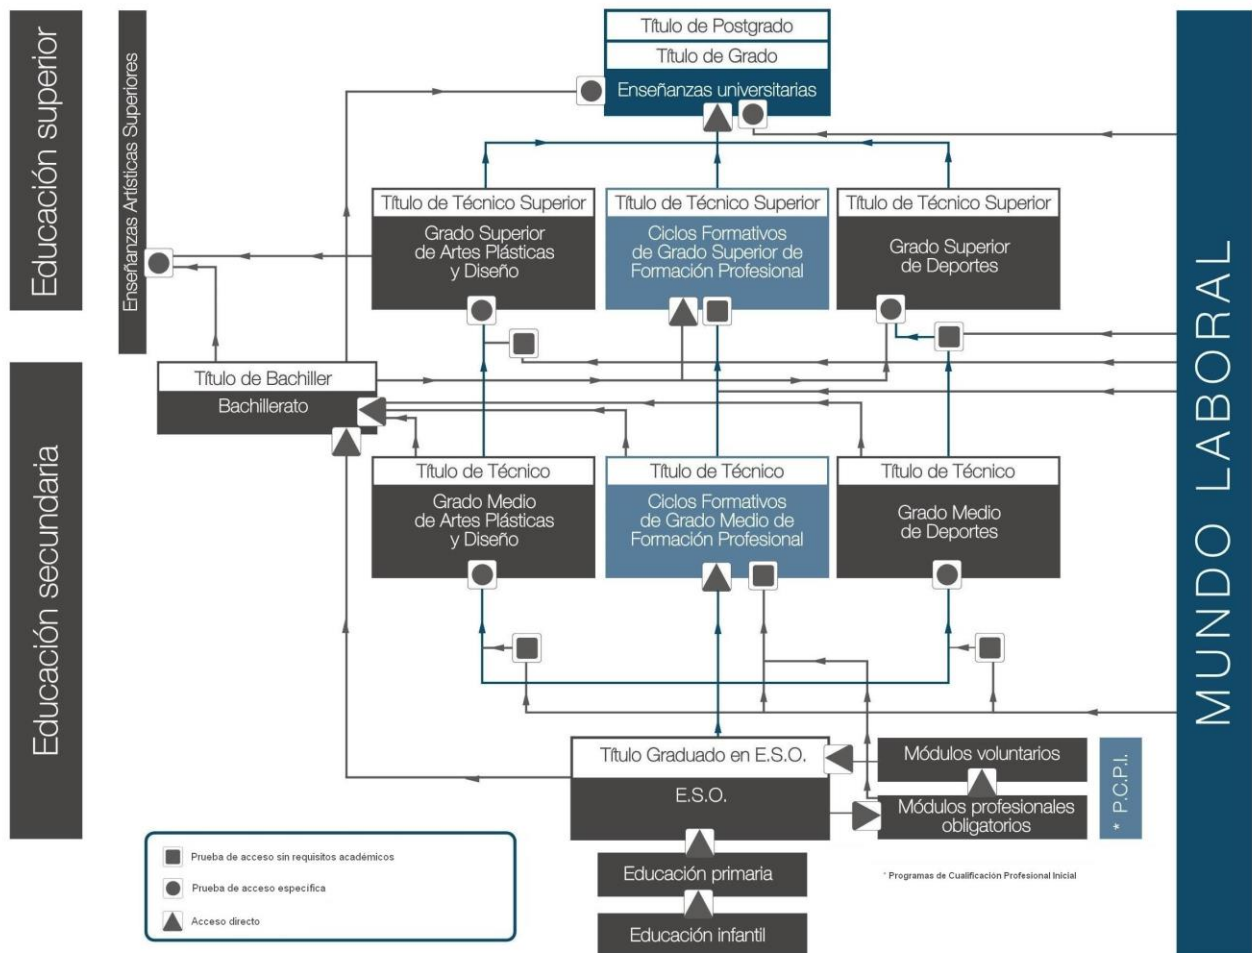 Educación superior
Enseñanzas Artísticas Superiores
Título de Postgrado
Título de Grado
Enseñanzas universitarias
Título de Técnico Superior
Grado Superior
de Artes Plásticas
y Diseño
Título de Técnico Superior
Ciclos Formativos
de Grado Superior de
Formación Profesional
Título de Técnico Superior
Grado Superior
de Deportes
MUNDO LABORAL
Título de Bachiller
Bachillerato
Educación secundaria
Título de Técnico
Grado Medio
de Artes Plásticas
y Diseño
Título de Técnico
Ciclos Formativos
de Grado Medio de
Formación Profesional
Título de Técnico
Grado Medio
de Deportes
Título Graduado en E.S.O.
E.S.O.
Módulos voluntarios
Módulos profesionales
obligatorios
* P.C.P.I.
Educación primaria
Educación infantil
* Programas de Cualificación Profesional Inicial
Prueba de acceso sin requisitos académicos
Prueba de acceso específica
Acceso directo